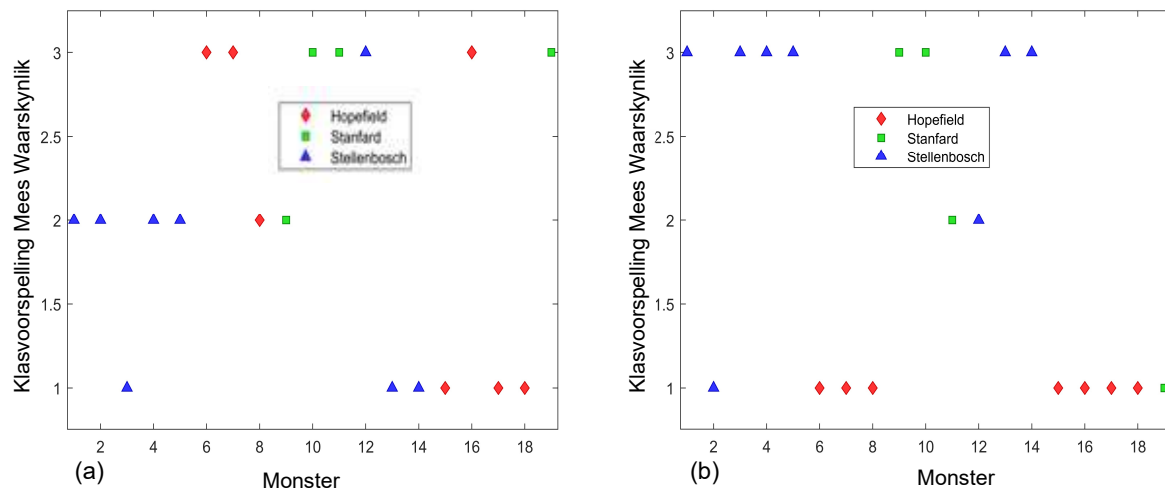 Klasvoorspelling Mees Waarskynlik
3
2.5
2
1.5
1
Hopefield
Stanfard
Stellenbosch
2 4 6 8 10 12 14 16 18
(a) Monster
Klasvoorspelling Mees Waarskynlik
3
2.5
2
1.5
1
Hopefield
Stanfard
Stellenbosch
2 4 6 8 10 12 14 16 18
(b) Monster